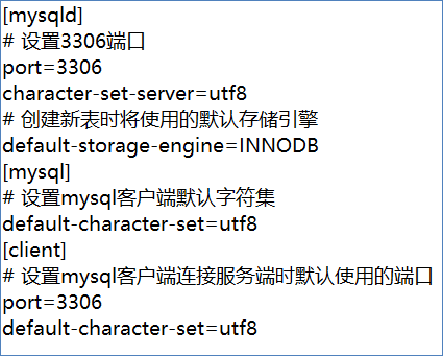 [mysqld]
# 设置3306端口
port=3306
character-set-server=utf8
# 创建新表时将使用的默认存储引擎
default-storage-engine=INNODB
[mysql]
# 设置mysql客户端默认字符集
default-character-set=utf8
[client]
# 设置mysql客户端连接服务端时默认使用的端口
port=3306
default-character-set=utf8